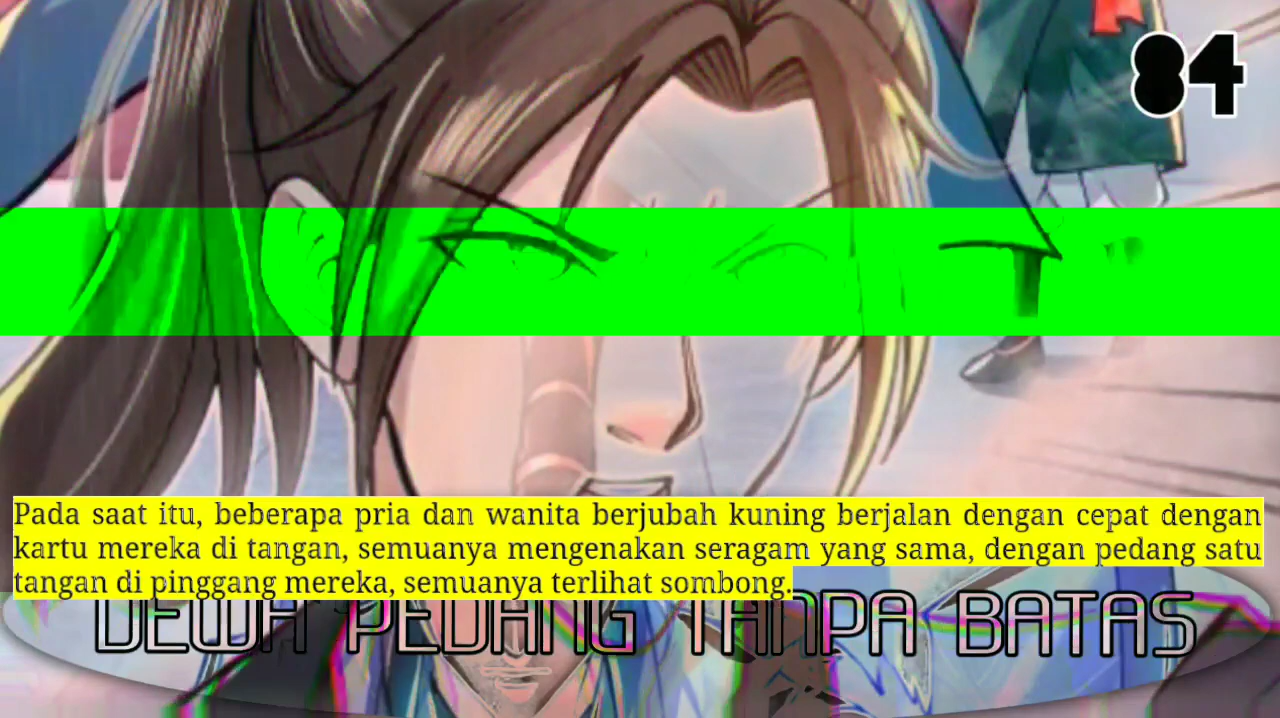 84
Pada saat itu, beberapa pria dan wanita berjubah kuning berjalan dengan cepat dengan
kartu mereka di tangan, semuanya mengenakan seragam yang sama, dengan pedang satu
tangan di pinggang mereka, semuanya terlihat sombong.
DEWA PEDANG TANPA BATAS